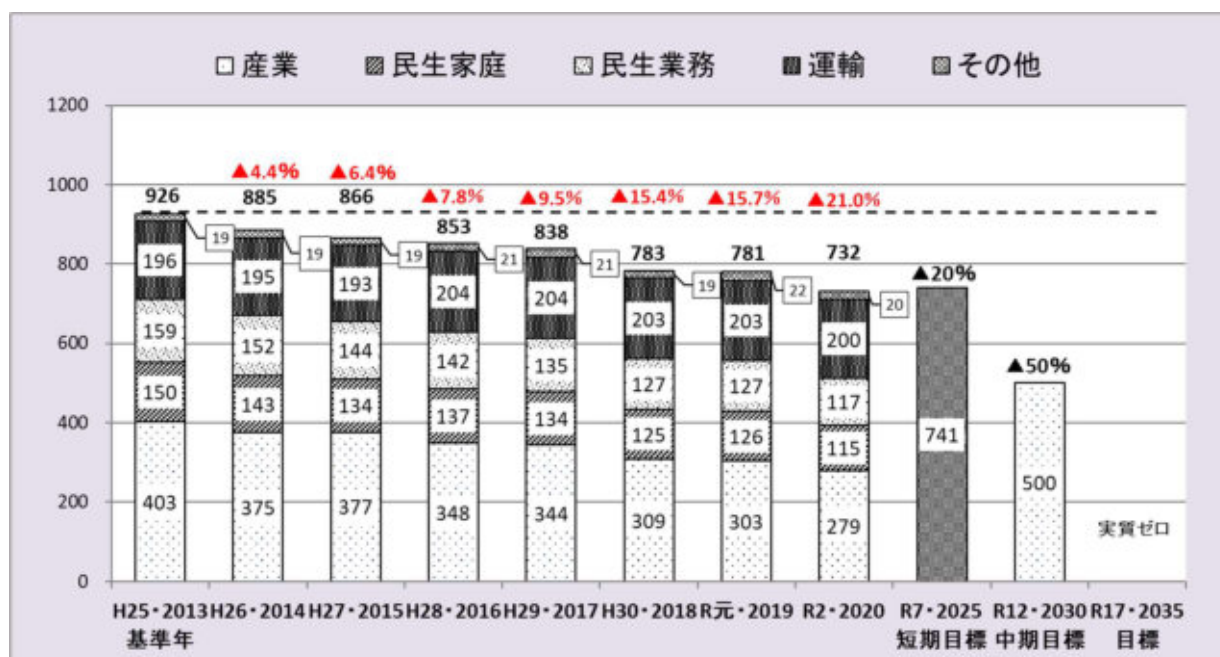 産業 民生家庭 民生業務 運輸 その他
1200
1000
800
600
400
200
0
▲4.4% ▲6.4% ▲7.8% ▲9.5% ▲15.4% ▲15.7% ▲21.0%
926 885 866 853 838 783 781 732
▲20%
▲50%
19 19 19 21 21 19 22 20
196 195 193 204 204 203 203 200
159 152 144 142 135 127 127 117
150 143 134 137 134 125 126 115
403 375 377 348 344 309 303 279
741
500
実質ゼロ
H25・2013 H26・2014 H27・2015 H28・2016 H29・2017 H30・2018 R元・2019 R2・2020 R7・2025 R12・2030 R17・2035
基準年 短期目標 中期目標 目標